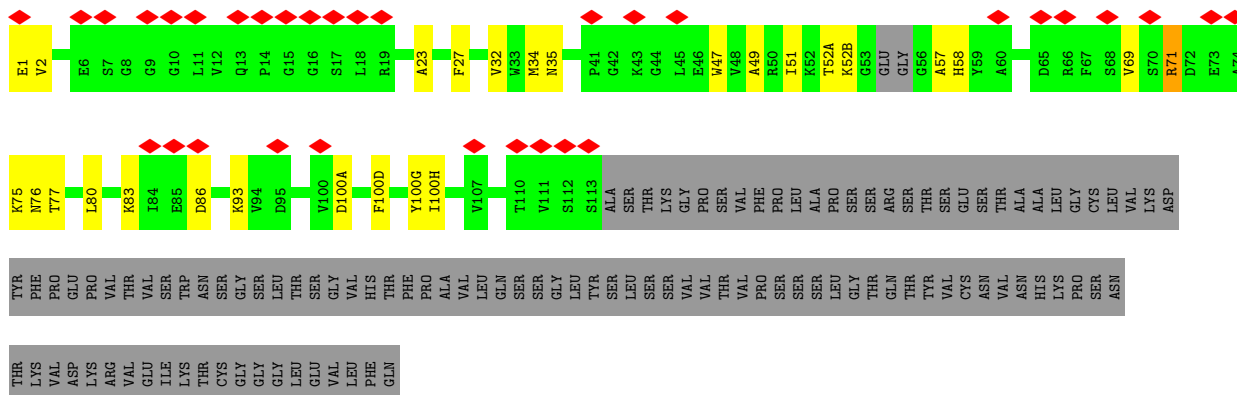 E1 V2 E6 S7 G8 G9 G10 L11 V12 Q13 P14 G15 G16 S17 L18 R19 A23 F27 V32 W33 M34 N35 P41 G42 K43 G44 L45 E46 W47 V48 A49 R50 I51 K52 T52A K52B G53 GLU GLY G56 A57 H58 Y59 A60 D65 R66 F67 S68 V69 S70 R71 D72 E73 A74
K75 N76 T77 L80 K83 I84 E85 D86 K93 V94 D95 V100 D100A F100D Y100G I100H V107 T110 V111 S112 S113 ALA SER THR LYS GLY PRO SER VAL PHE PRO LEU ALA PRO SER SER ARG SER THR SER GLU SER THR ALA ALA LEU GLY CYS LEU VAL LYS ASP
TYR PHE PRO GLU PRO VAL THR VAL SER TRP ASN SER GLY SER LEU THR SER GLY VAL HIS THR PHE PRO ALA VAL LEU GLN SER SER GLY LEU TYR SER LEU SER SER VAL VAL THR VAL PRO SER SER SER LEU GLY THR GLN THR TYR VAL CYS ASN VAL ASN HIS LYS PRO SER ASN
THR LYS VAL ASP LYS ARG VAL GLU ILE LYS THR CYS GLY GLY GLY LEU GLU VAL LEU PHE GLN